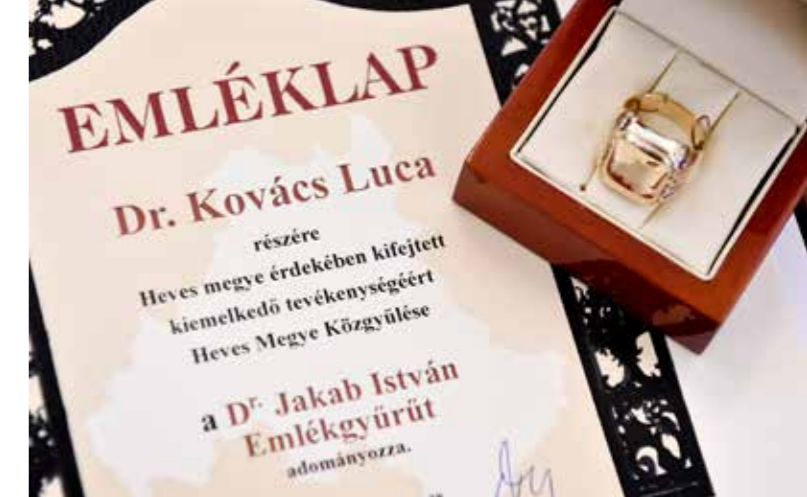 EMLÉKLAP
Dr. Kovács Luca
részére
Heves megye érdekében kifejtett
kiemelkedő tevékenységéért
Heves Megye Közgyűlése
a Dr. Jakab István
Emlékgyűrűt
adományozza.